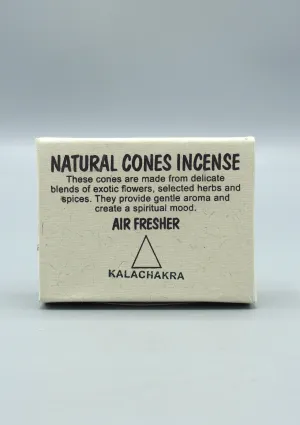 NATURAL CONES INCENSE
These cones are made from delicate
blends of exotic flowers, selected herbs and
spices. They provide gentle aroma and
create a spiritual mood.
AIR FRESHER
KALACHAKRA